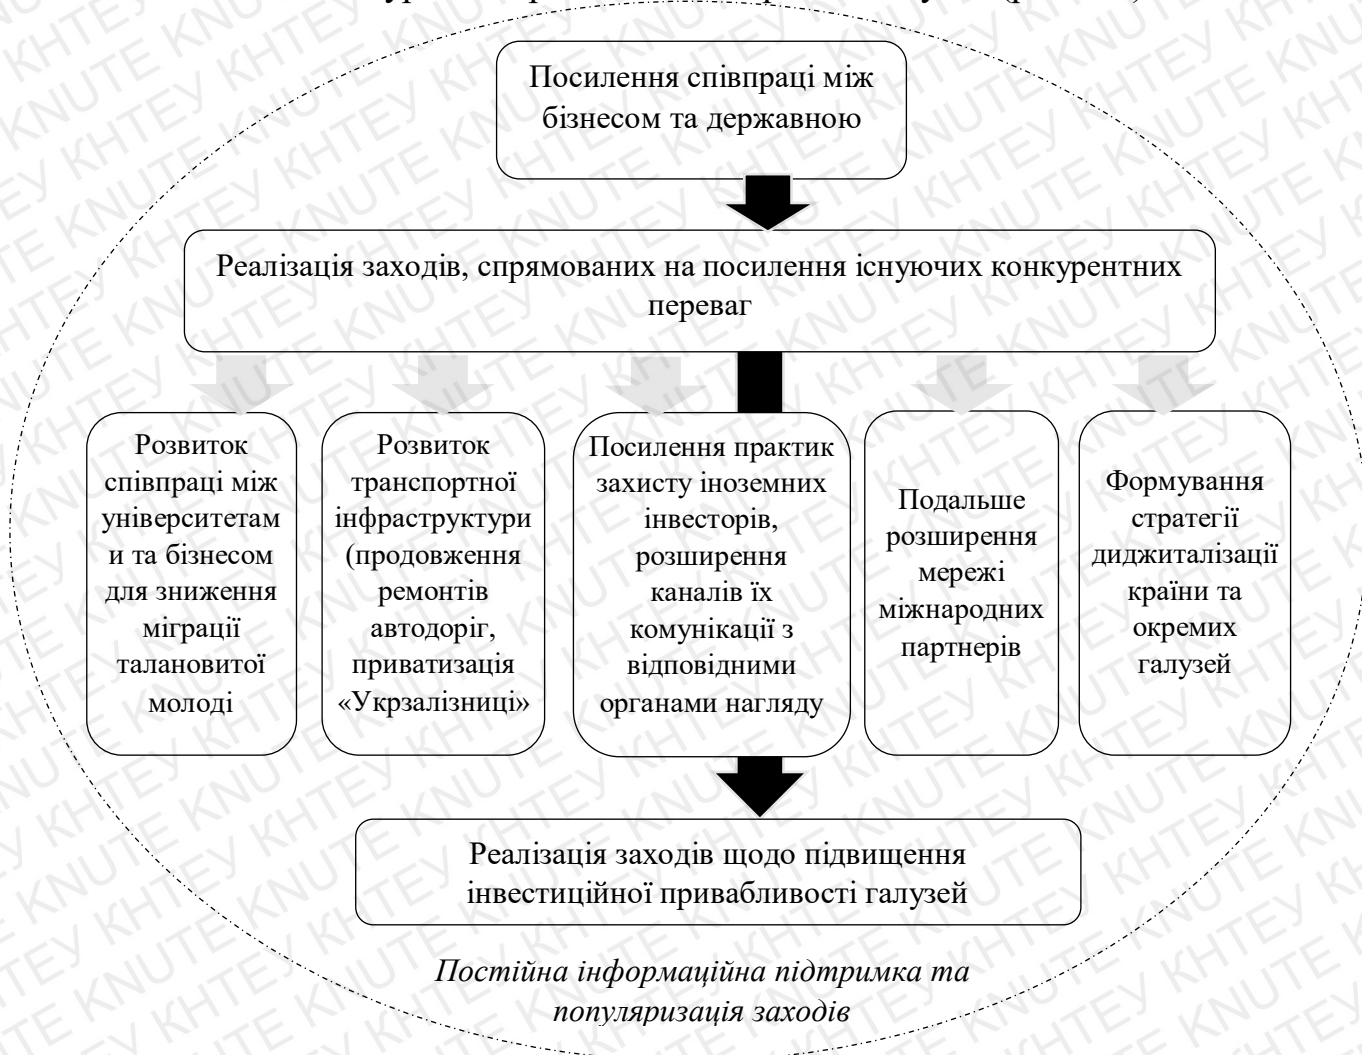 Посилення співпраці між
бізнесом та державною
Реалізація заходів, спрямованих на посилення існуючих конкурентних
переваг
Розвиток
співпраці між
університетам
и та бізнесом
для зниження
міграції
талановитої
молоді
Розвиток
транспортної
інфраструктури
(продовження
ремонтів
автодоріг,
приватизація
«Укрзалізниці»
Посилення практик
захисту іноземних
інвесторів,
розширення
каналів їх
комунікації з
відповідними
органами нагляду
Подальше
розширення
мережі
міжнародних
партнерів
Формування
стратегії
диджиталізації
країни та
окремих
галузей
Реалізація заходів щодо підвищення
інвестиційної привабливості галузей
Постійна інформаційна підтримка та
популяризація заходів